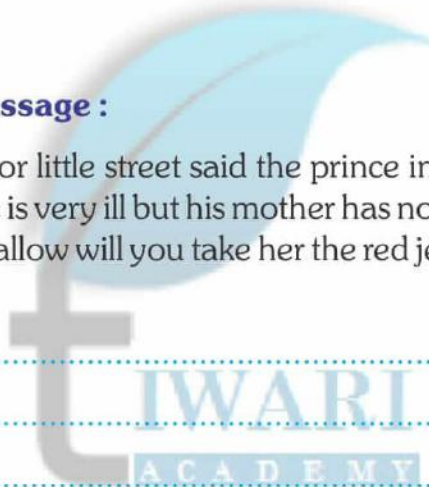 ssage :
or little street said the prince in
is very ill but his mother has no
allow will you take her the red je
TIWARI
ACADEMY